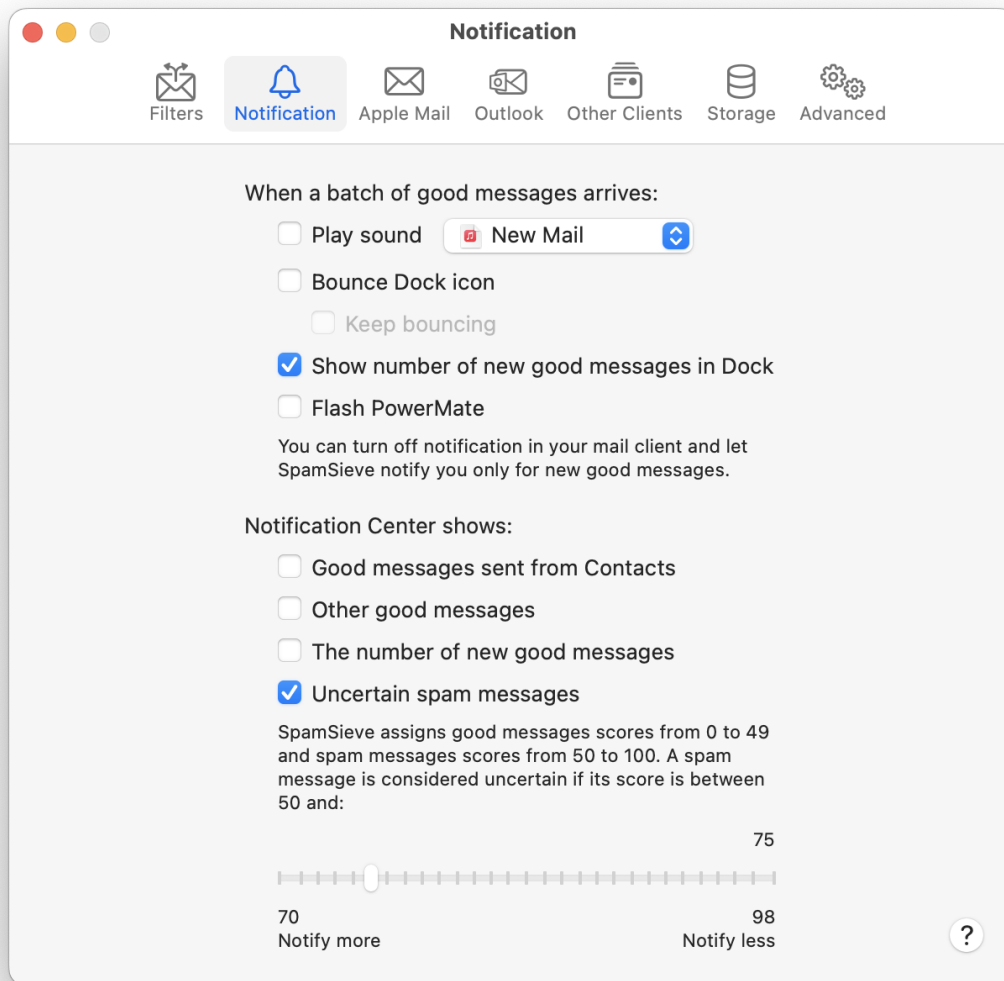 Notification
Filters
Notification
Apple Mail
Outlook
Other Clients
Storage
Advanced
When a batch of good messages arrives:
Play sound
New Mail
Bounce Dock icon
Keep bouncing
Show number of new good messages in Dock
Flash PowerMate
You can turn off notification in your mail client and let
SpamSieve notify you only for new good messages.
Notification Center shows:
Good messages sent from Contacts
Other good messages
The number of new good messages
Uncertain spam messages
SpamSieve assigns good messages scores from 0 to 49
and spam messages scores from 50 to 100. A spam
message is considered uncertain if its score is between
50 and:
75
70
98
Notify more
Notify less
?